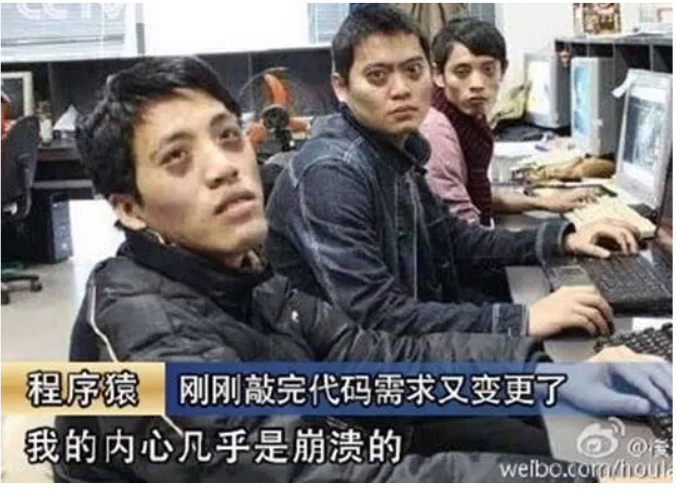 CCTV
程序猿
刚刚敲完代码需求又变更了
我的内心几乎是崩溃的
weibo.com/houla